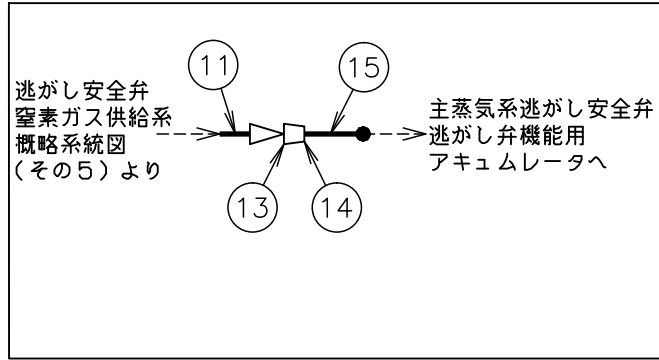 11
15
逃がし安全弁
窒素ガス供給系
概略系統図
(その5)より
主蒸気系逃がし安全弁
逃がし弁機能用
アキュムレータへ
13
14